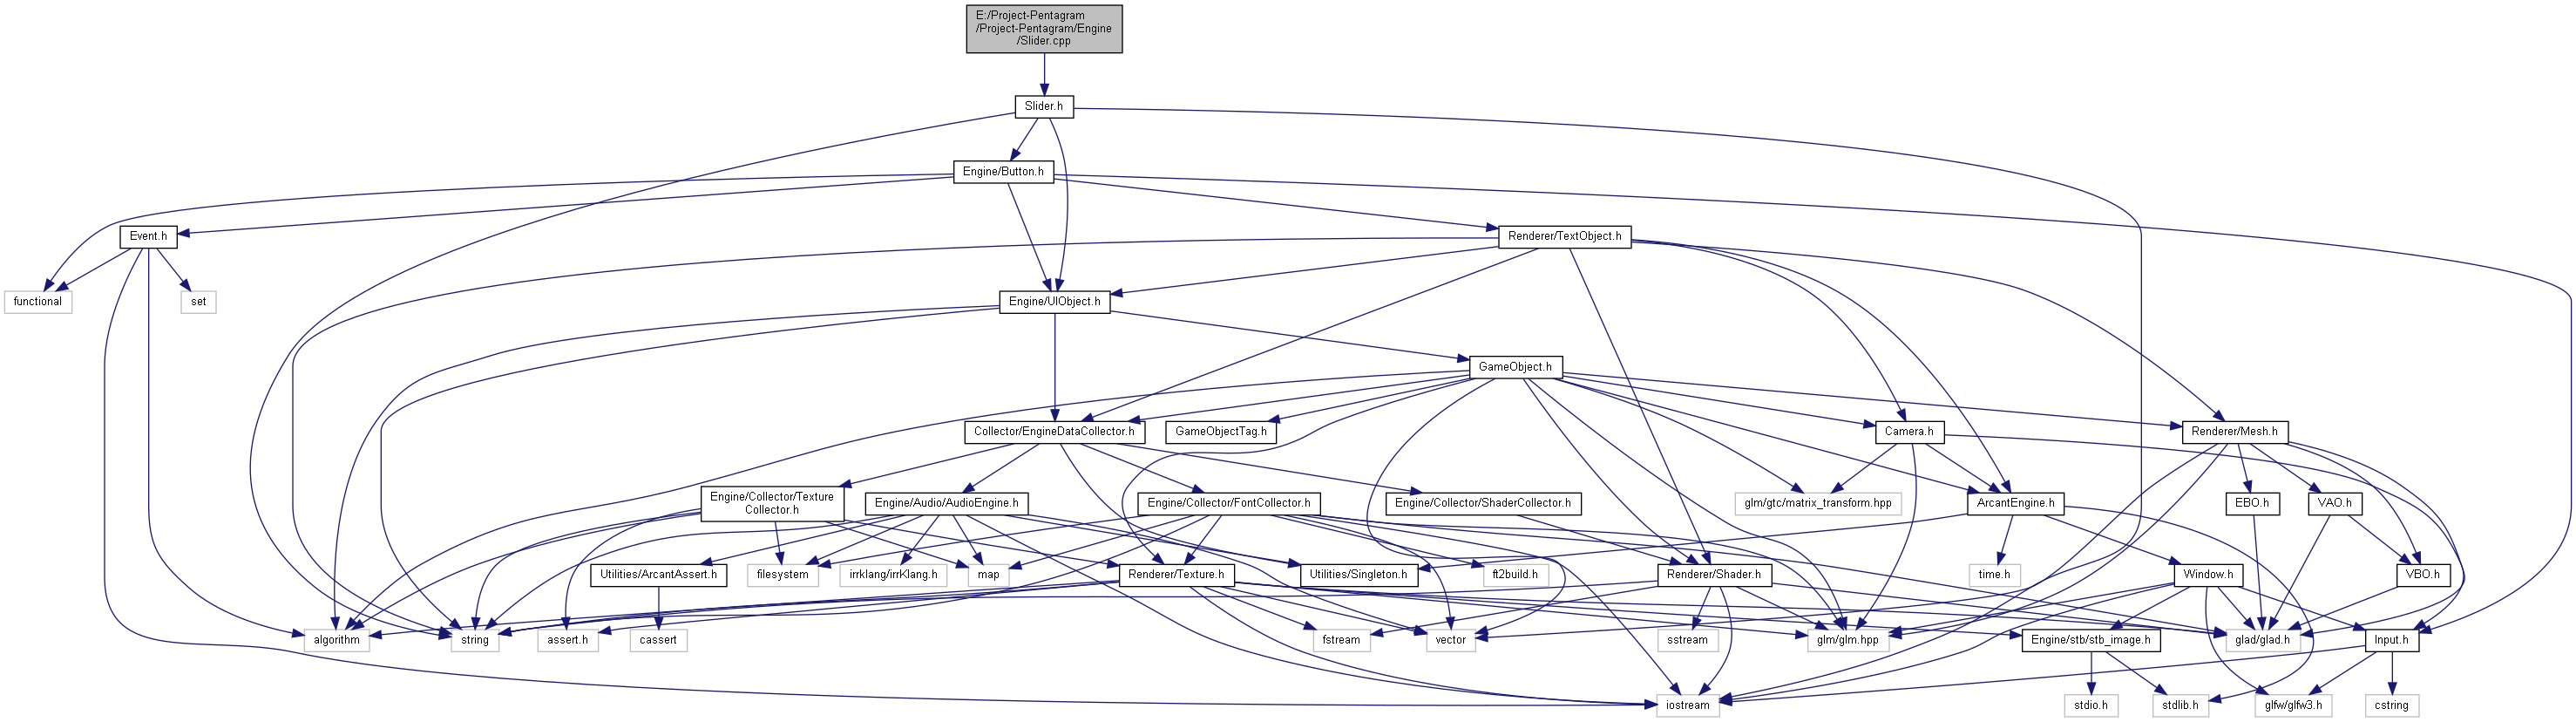 E:/Project-Pentagram
/Project-Pentagram/Engine
/Slider.cpp
Slider.h
Engine/Button.h
Event.h
Renderer/TextObject.h
functional
set
Engine/UIObject.h
GameObject.h
Collector/EngineDataCollector.h
GameObjectTag.h
Camera.h
Renderer/Mesh.h
Engine/Collector/Texture
Collector.h
Engine/Audio/AudioEngine.h
Engine/Collector/FontCollector.h
Engine/Collector/ShaderCollector.h
glm/gtc/matrix_transform.hpp
ArcantEngine.h
EBO.h
VAO.h
Utilities/ArcantAssert.h
filesystem
irrklang/irrKlang.h
map
Renderer/Texture.h
Utilities/Singleton.h
ft2build.h
Renderer/Shader.h
time.h
Window.h
VBO.h
algorithm
string
assert.h
cassert
fstream
vector
sstream
glm/glm.hpp
Engine/stb/stb_image.h
glad/glad.h
Input.h
iostream
stdio.h
stdlib.h
glfw/glfw3.h
cstring